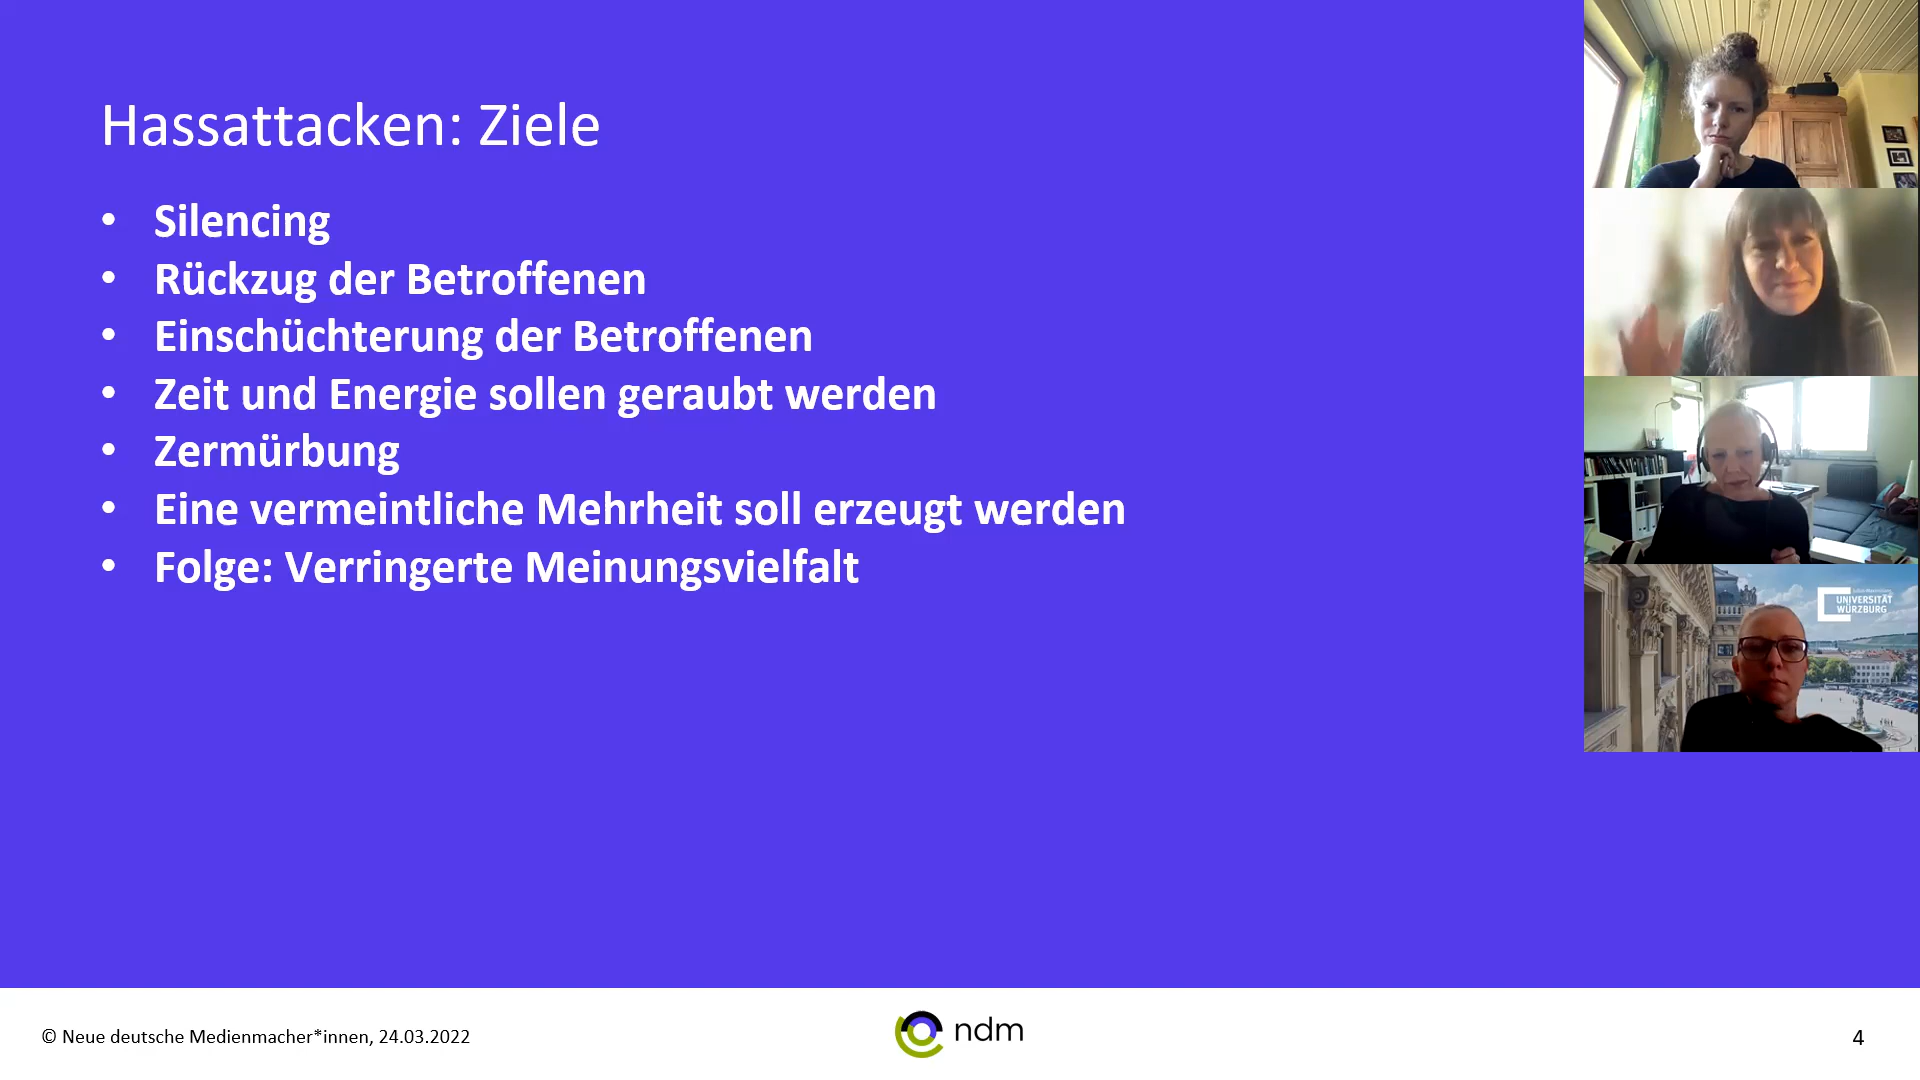 Hassattacken: Ziele
• Silencing
• Rückzug der Betroffenen
• Einschüchterung der Betroffenen
• Zeit und Energie sollen geraubt werden
• Zermürbung
• Eine vermeintliche Mehrheit soll erzeugt werden
• Folge: Verringerte Meinungsvielfalt
UNIVERSITÄT
WÜRZBURG
© Neue deutsche Medienmacher*innen, 24.03.2022
ndm
4